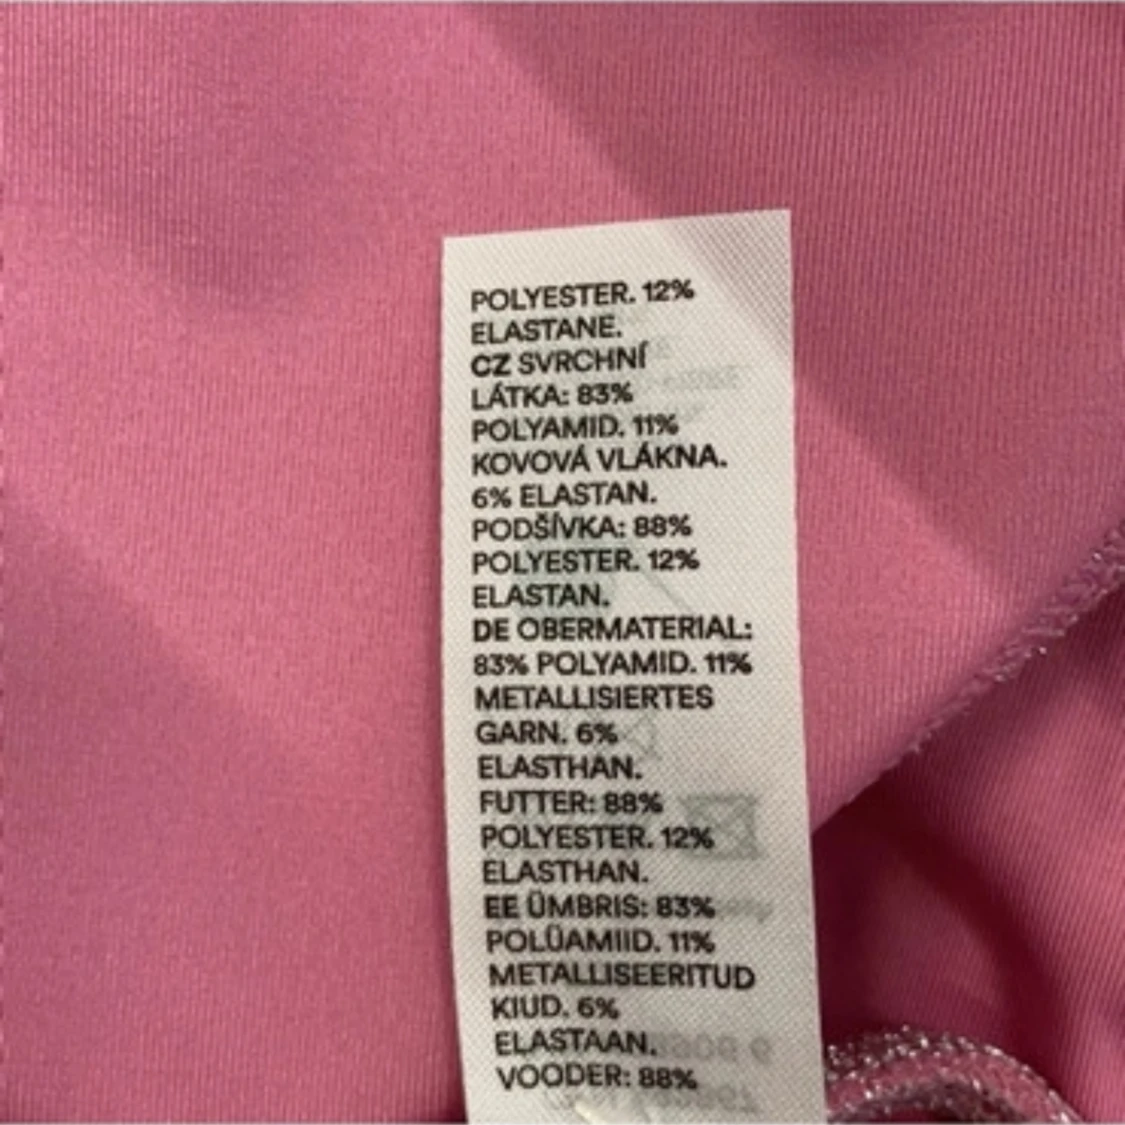 POLYESTER. 12%
ELASTANE.
CZ SVRCHNÍ
LÁTKA: 83%
POLYAMID. 11%
KOVOVÁ VLÁKNA.
6% ELASTAN.
PODŠÍVKA: 88%
POLYESTER. 12%
ELASTAN.
DE OBERMATERIAL:
83% POLYAMID. 11%
METALLISIERTES
GARN. 6%
ELASTHAN.
FUTTER: 88%
POLYESTER. 12%
ELASTHAN.
EE ÜMBRIS: 83%
POLÜAMIID. 11%
METALLISEERITUD
KIUD. 6%
ELASTAAN.
VOODER: 88%